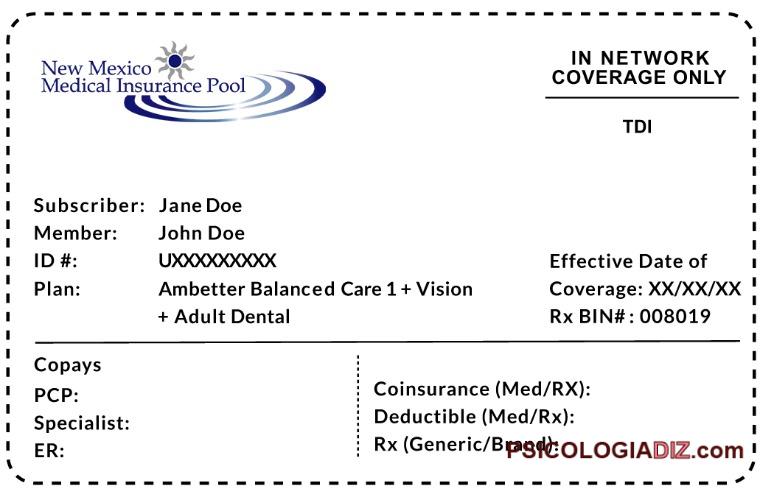 New Mexico
Medical Insurance Pool
IN NETWORK
COVERAGE ONLY
TDI
Subscriber: Jane Doe
Member: John Doe
ID #: UXXXXXXXXX
Plan: Ambetter Balanced Care 1 + Vision
+ Adult Dental
Effective Date of
Coverage: XX/XX/XX
Rx BIN# : 008019
Copays
PCP:
Specialist:
ER:
Coinsurance (Med/RX):
Deductible (Med/Rx):
Rx (Generic/Brand):
PSICOLOGIADIZ.com